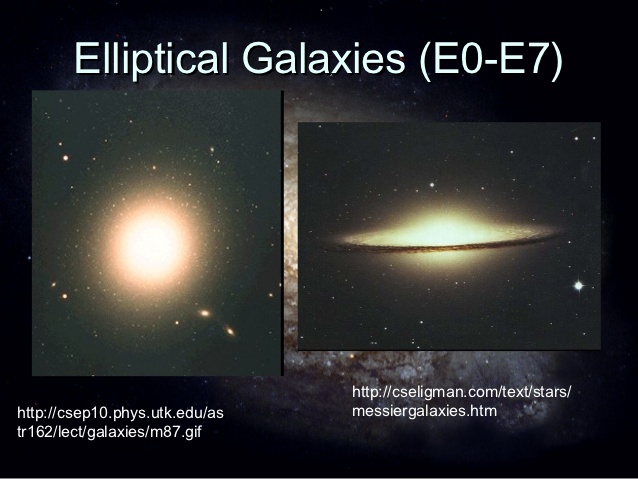 Elliptical Galaxies (E0-E7)
http://csep10.phys.utk.edu/as
tr162/lect/galaxies/m87.gif
http://cseligman.com/text/stars/
messiergalaxies.htm